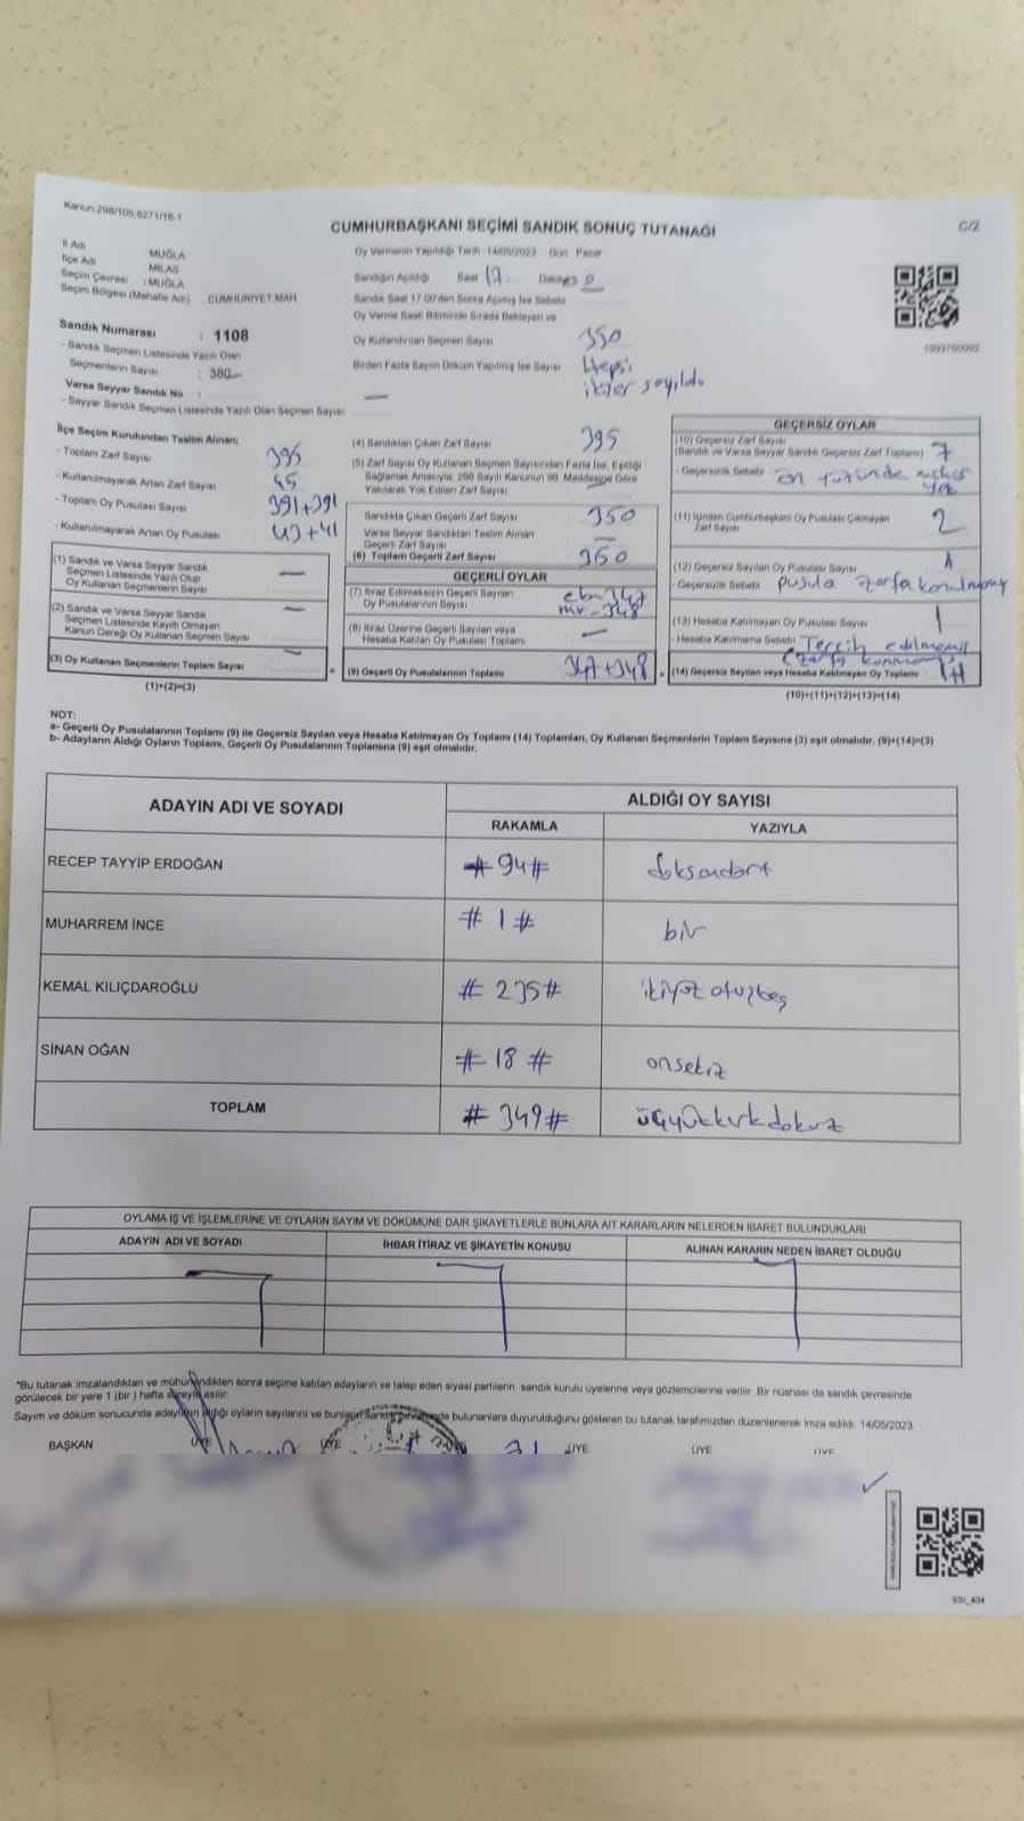 Kanun:298/105;6271/16-1
CUMHURBAŞKANI SEÇİMİ SANDIK SONUÇ TUTANAĞI
C/2
İl Adı MUĞLA
İlçe Adı MİLAS
Seçim Çevresi : MUĞLA
Seçim Bölgesi (Mahalle Adı) CUMHURİYET MAH
Oy Vermenin Yapıldığı Tarih 14/05/2023 Gün Pazar
Sandığın Açıldığı Saat 17
Sandık Saat 17:00'den Sonra Açılmış İse Sebebi
Oy Verme Saati Bitiminde Sırada Bekleyen ve
Oy Kullandırılan Seçmen Sayısı 350
Birden Fazla Sayım Döküm Yapılmış İse Sayısı Hepsi
ikişer sayıldı
Sandık Numarası : 1108
- Sandık Seçmen Listesinde Yazılı Olan
Seçmenlerin Sayısı : 380
Varsa Seyyar Sandık No :
- Seyyar Sandık Seçmen Listesinde Yazılı Olan Seçmen Sayısı —
İlçe Seçim Kurulundan Teslim Alınan;
- Toplam Zarf Sayısı 395
- Kullanılmayarak Artan Zarf Sayısı 45
- Toplam Oy Pusulası Sayısı 391+391
- Kullanılmayarak Artan Oy Pusulası 43+41
(1) Sandık ve Varsa Seyyar Sandık
Seçmen Listesinde Yazılı Olup
Oy Kullanan Seçmenlerin Sayısı —
(2) Sandık ve Varsa Seyyar Sandık
Seçmen Listesinde Kayıtlı Olmayan
Kanun Gereği Oy Kullanan Seçmen Sayısı —
(3) Oy Kullanan Seçmenlerin Toplam Sayısı —
(1)+(2)=(3)
(4) Sandıktan Çıkan Zarf Sayısı 395
(5) Zarf Sayısı Oy Kullanan Seçmen Sayısından Fazla İse, Eşitliği
Sağlamak Amacıyla, 298 Sayılı Kanunun 98. Maddesine Göre
Yakılarak Yok Edilen Zarf Sayısı —
Sandıkta Çıkan Geçerli Zarf Sayısı 350
Varsa Seyyar Sandıktan Teslim Alınan
Geçerli Zarf Sayısı —
(6) Toplam Geçerli Zarf Sayısı 350
GEÇERLİ OYLAR
(7) İtiraz Edilmeksizin Geçerli Sayılan
Oy Pusulalarının Sayısı cb-347
mv-348
(8) İtiraz Üzerine Geçerli Sayılan veya
Hesaba Katılan Oy Pusulası Toplamı —
(9) Geçerli Oy Pusulalarının Toplamı 347+348
GEÇERSİZ OYLAR
(10) Geçersiz Zarf Sayısı 7
(Sandık ve Varsa Seyyar Sandık Geçersiz Zarf Toplamı)
- Geçersizlik Sebebi ön yüzünde
yok
(11) İçinden Cumhurbaşkanı Oy Pusulası Çıkmayan
Zarf Sayısı 2
(12) Geçersiz Sayılan Oy Pusulası Sayısı 1
- Geçersizlik Sebebi pusula zarfa konulmamış
(13) Hesaba Katılmayan Oy Pusulası Sayısı 1
- Hesaba Katılmama Sebebi Tercih edilmemiş
(14) Geçersiz Sayılan veya Hesaba Katılmayan Oy Toplamı
(10)+(11)+(12)+(13)=(14)
NOT:
a- Geçerli Oy Pusulalarının Toplamı (9) ile Geçersiz Sayılan veya Hesaba Katılmayan Oy Toplamı (14) Toplamları, Oy Kullanan Seçmenlerin Toplam Sayısına (3) eşit olmalıdır. (9)+(14)=(3)
b- Adayların Aldığı Oyların Toplamı, Geçerli Oy Pusulalarının Toplamına (9) eşit olmalıdır.
ADAYIN ADI VE SOYADI
ALDIĞI OY SAYISI
RAKAMLA YAZIYLA
RECEP TAYYİP ERDOĞAN # 94 # doksandört
MUHARREM İNCE # 1 # bir
KEMAL KILIÇDAROĞLU # 235 # ikiyüz otuzbeş
SİNAN OĞAN # 18 # onsekiz
TOPLAM # 349 # üçyüzkırkdokuz
OYLAMA İŞ VE İŞLEMLERİNE VE OYLARIN SAYIM VE DÖKÜMÜNE DAİR ŞİKAYETLERLE BUNLARA AİT KARARLARIN NELERDEN İBARET BULUNDUKLARI
ADAYIN ADI VE SOYADI İHBAR İTİRAZ VE ŞİKAYETİN KONUSU ALINAN KARARIN NEDEN İBARET OLDUĞU
"Bu tutanak imzalandıktan ve mühürlendikten sonra seçime katılan adayların ve talep eden siyasi partilerin sandık kurulu üyelerine veya gözlemcilerine verilir. Bir nüshası da sandık çevresinde
görülecek bir yere 1 (bir) hafta süreyle asılır.
Sayım ve döküm sonucunda adayların aldığı oyların sayılarını ve bunların sandık çevresinde bulunanlara duyurulduğunu gösteren bu tutanak tarafımızdan düzenlenerek imza edildi. 14/05/2023
BAŞKAN ÜYE ÜYE ÜYE ÜYE ÜYE